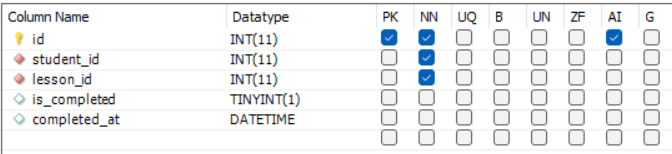 Column Name Datatype PK NN UQ B UN ZF AI G
id INT(11)
student_id INT(11)
lesson_id INT(11)
is_completed TINYINT(1)
completed_at DATETIME